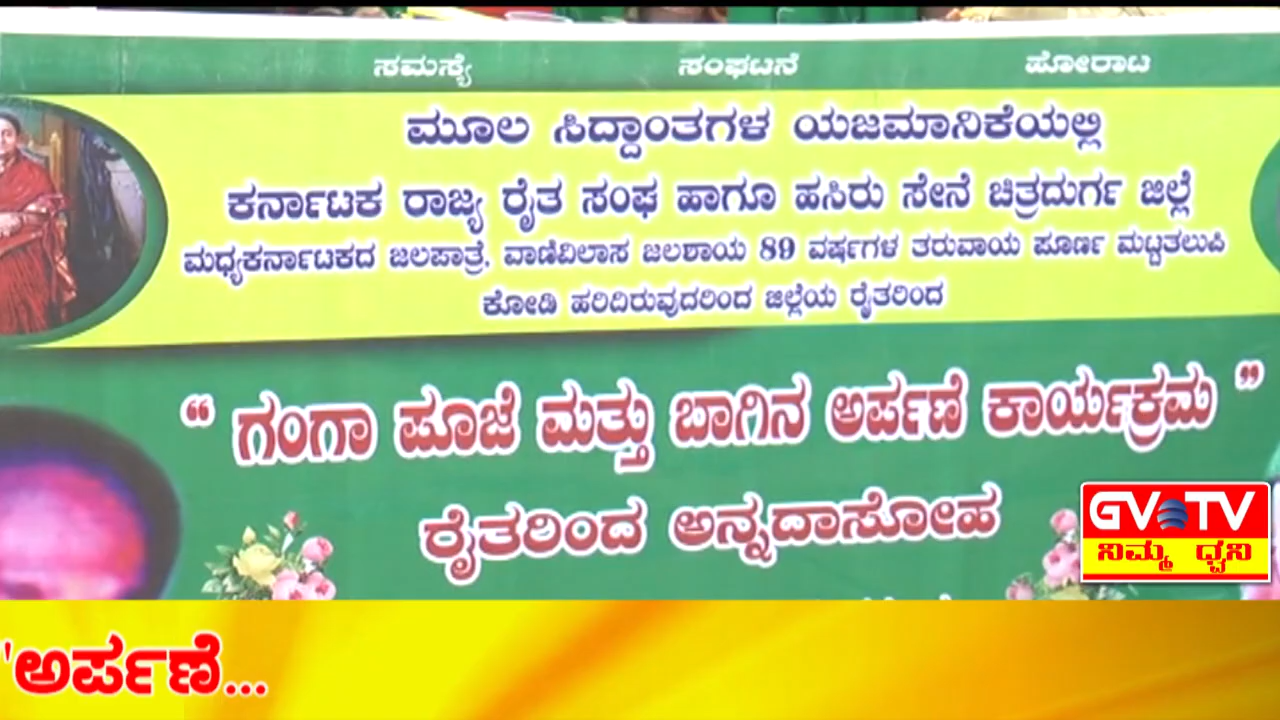 ಸಮಸ್ಯೆ ಸಂಘಟನೆ ಹೋರಾಟ
ಮೂಲ ಸಿದ್ದಾಂತಗಳ ಯಜಮಾನಿಕೆಯಲ್ಲಿ
ಕರ್ನಾಟಕ ರಾಜ್ಯ ರೈತ ಸಂಘ ಹಾಗೂ ಹಸಿರು ಸೇನೆ ಚಿತ್ರದುರ್ಗ ಜಿಲ್ಲೆ
ಮಧ್ಯಕರ್ನಾಟಕದ ಜಲಪಾತ್ರೆ, ವಾಣಿವಿಲಾಸ ಜಲಶಾಯ 89 ವರ್ಷಗಳ ತರುವಾಯ ಪೂರ್ಣ ಮಟ್ಟತಲುಪಿ
ಕೋಡಿ ಹರಿದಿರುವುದರಿಂದ ಜಿಲ್ಲೆಯ ರೈತರಿಂದ
“ ಗಂಗಾ ಪೂಜೆ ಮತ್ತು ಬಾಗಿನ ಅರ್ಪಣೆ ಕಾರ್ಯಕ್ರಮ ”
ರೈತರಿಂದ ಅನ್ನದಾಸೋಹ
GV TV
ನಿಮ್ಮ ಧ್ವನಿ
'ಅರ್ಪಣೆ...